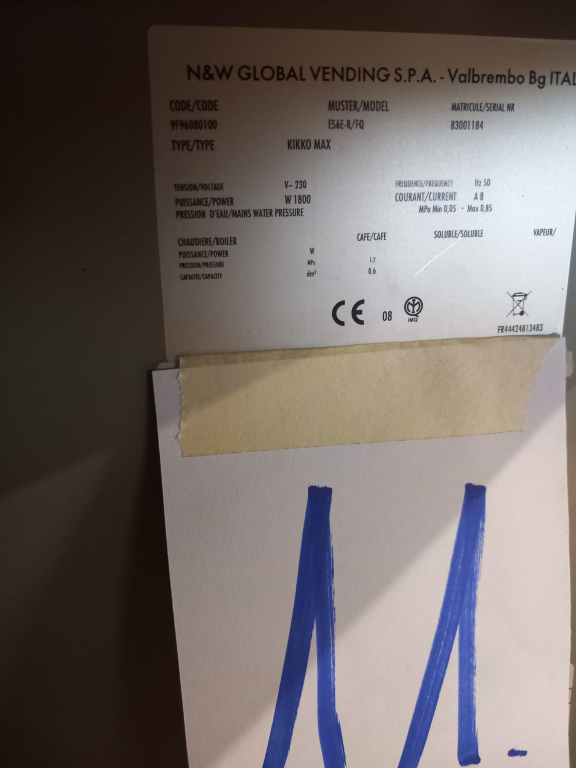 N&W GLOBAL VENDING S.P.A. - Valbrembo Bg ITAL
CODE/CODE MUSTER/MODEL MATRICULE/SERIAL NR
9F96080100 ES6E-R/FQ 83001184
TYPE/TYPE KIKKO MAX
TENSION/VOLTAGE V~ 230 FREQUENCE/FREQUENCY Hz 50
PUISSANCE/POWER W 1800 COURANT/CURRENT A 8
PRESSION D'EAU/MAINS WATER PRESSURE MPa Min 0,05 - Max 0,85
CHAUDIERE/BOILER CAFE/CAFE SOLUBLE/SOLUBLE VAPEUR/
PUISSANCE/POWER W
PRESSION/PRESSURE MPc 1,2
CAPACITE/CAPACITY dm³ 0.6
CE 08 IMQ
FR44424813483